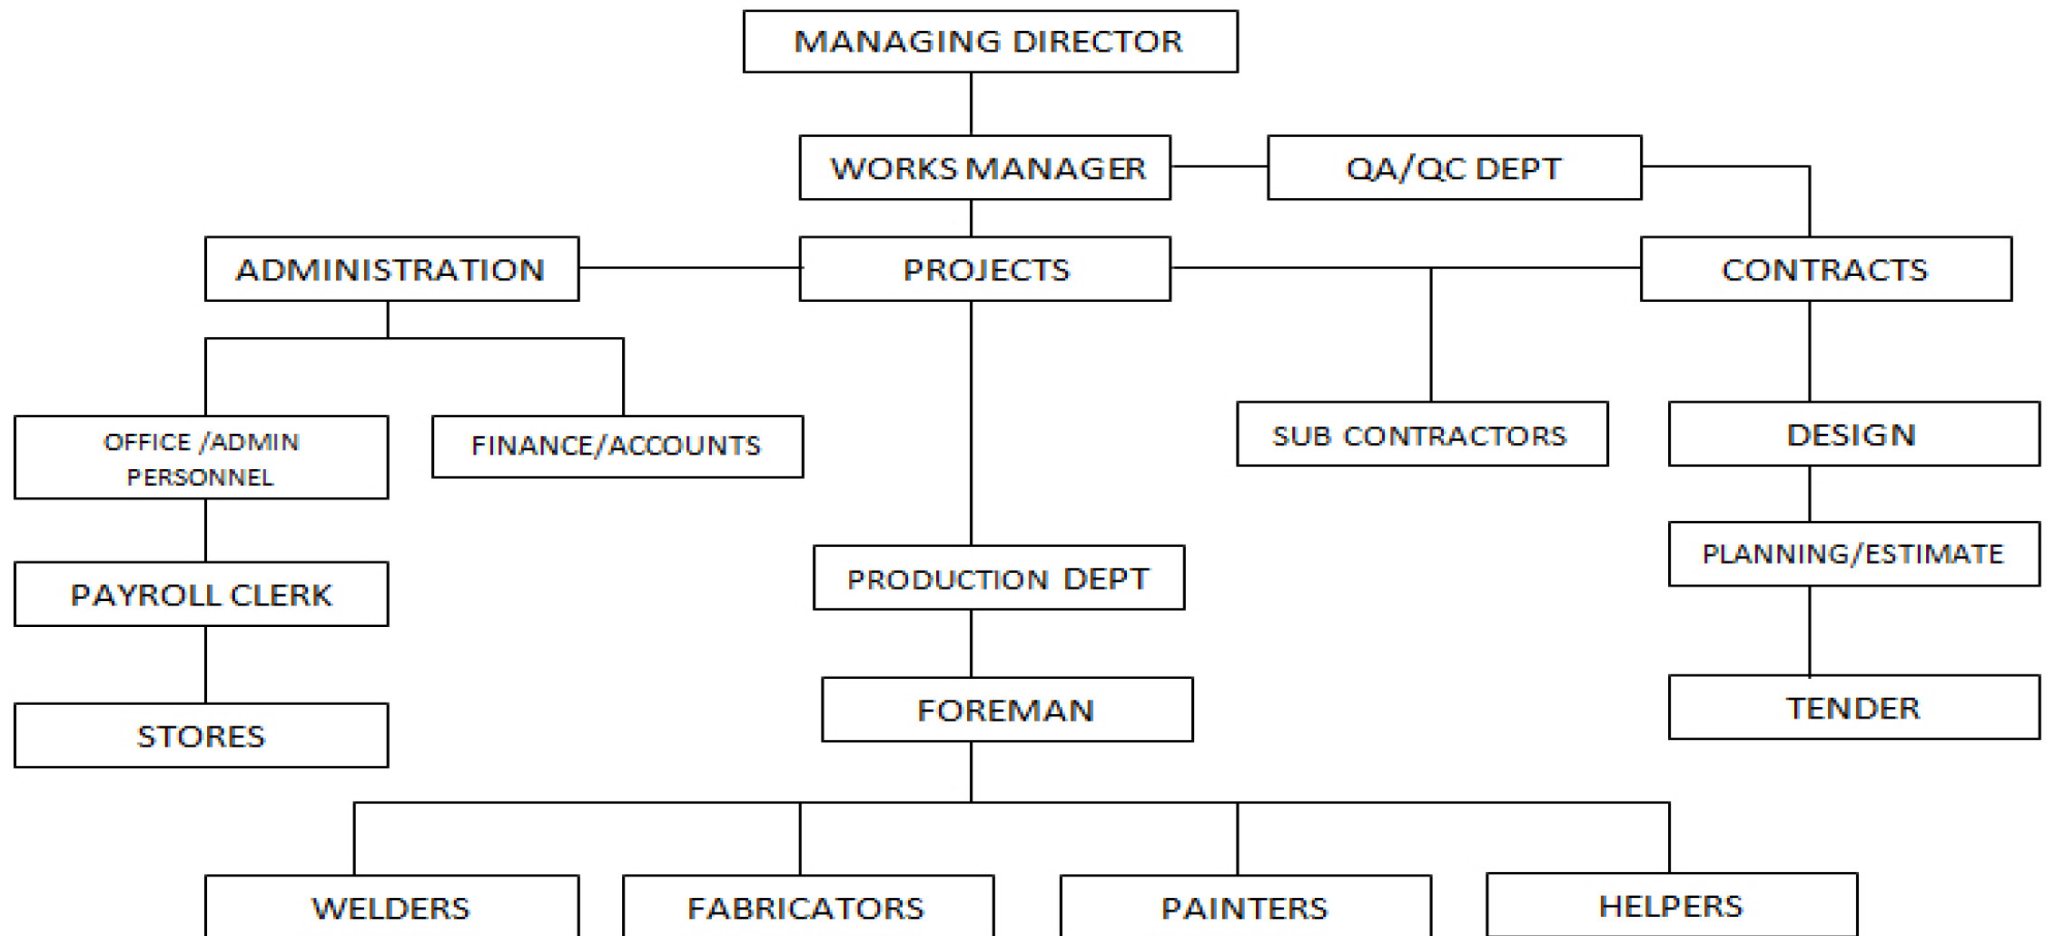 MANAGING DIRECTOR
WORKS MANAGER
QA/QC DEPT
ADMINISTRATION
PROJECTS
CONTRACTS
OFFICE /ADMIN
PERSONNEL
FINANCE/ACCOUNTS
SUB CONTRACTORS
DESIGN
PLANNING/ESTIMATE
PRODUCTION DEPT
PAYROLL CLERK
FOREMAN
TENDER
STORES
WELDERS
FABRICATORS
PAINTERS
HELPERS